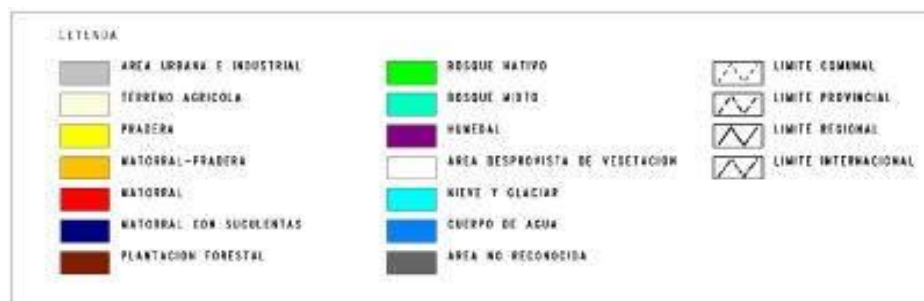 LEYENDA
AREA URBANA E INDUSTRIAL
TERRENO AGRICOLA
PRADERA
MATORRAL-PRADERA
MATORRAL
MATORRAL CON SUCULENTAS
PLANTACION FORESTAL
BOSQUE NATIVO
BOSQUE MIXTO
HUMEDAL
AREA DESPROVISTA DE VEGETACION
NIEVE Y GLACIAR
CUERPO DE AGUA
AREA NO RECONOCIDA
LIMITE COMUNAL
LIMITE PROVINCIAL
LIMITE REGIONAL
LIMITE INTERNACIONAL